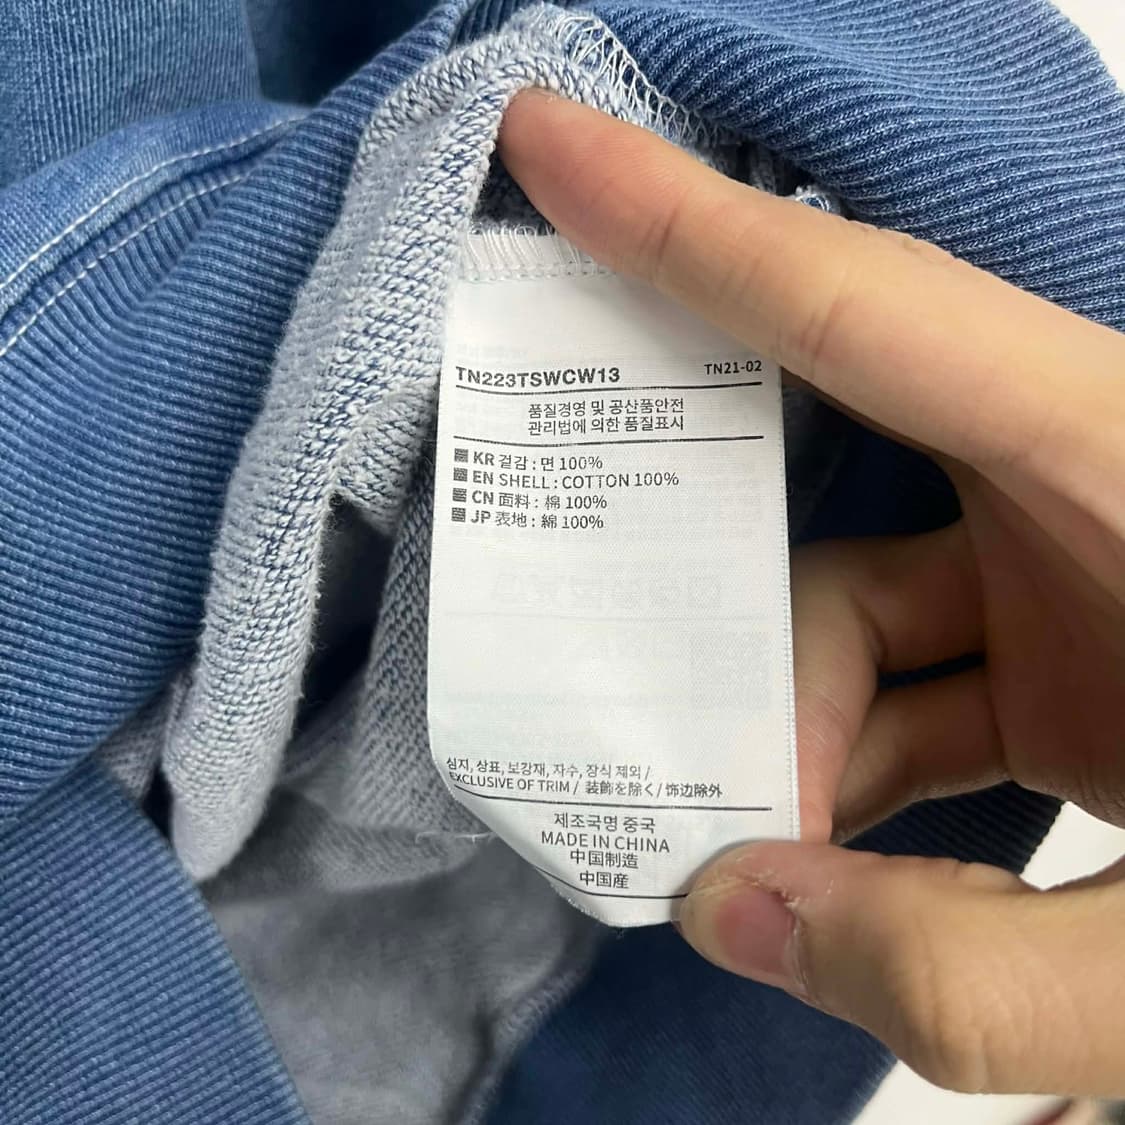 TN223TSWCW13 TN21-02
품질경영 및 공산품안전
관리법에 의한 품질표시
KR 겉감 : 면 100%
EN SHELL : COTTON 100%
CN 面料 : 棉 100%
JP 表地 : 綿 100%
심지, 상표, 보강재, 자수, 장식 제외 /
EXCLUSIVE OF TRIM / 装飾を除く/ 饰边除外
제조국명 중국
MADE IN CHINA
中国制造
中国産